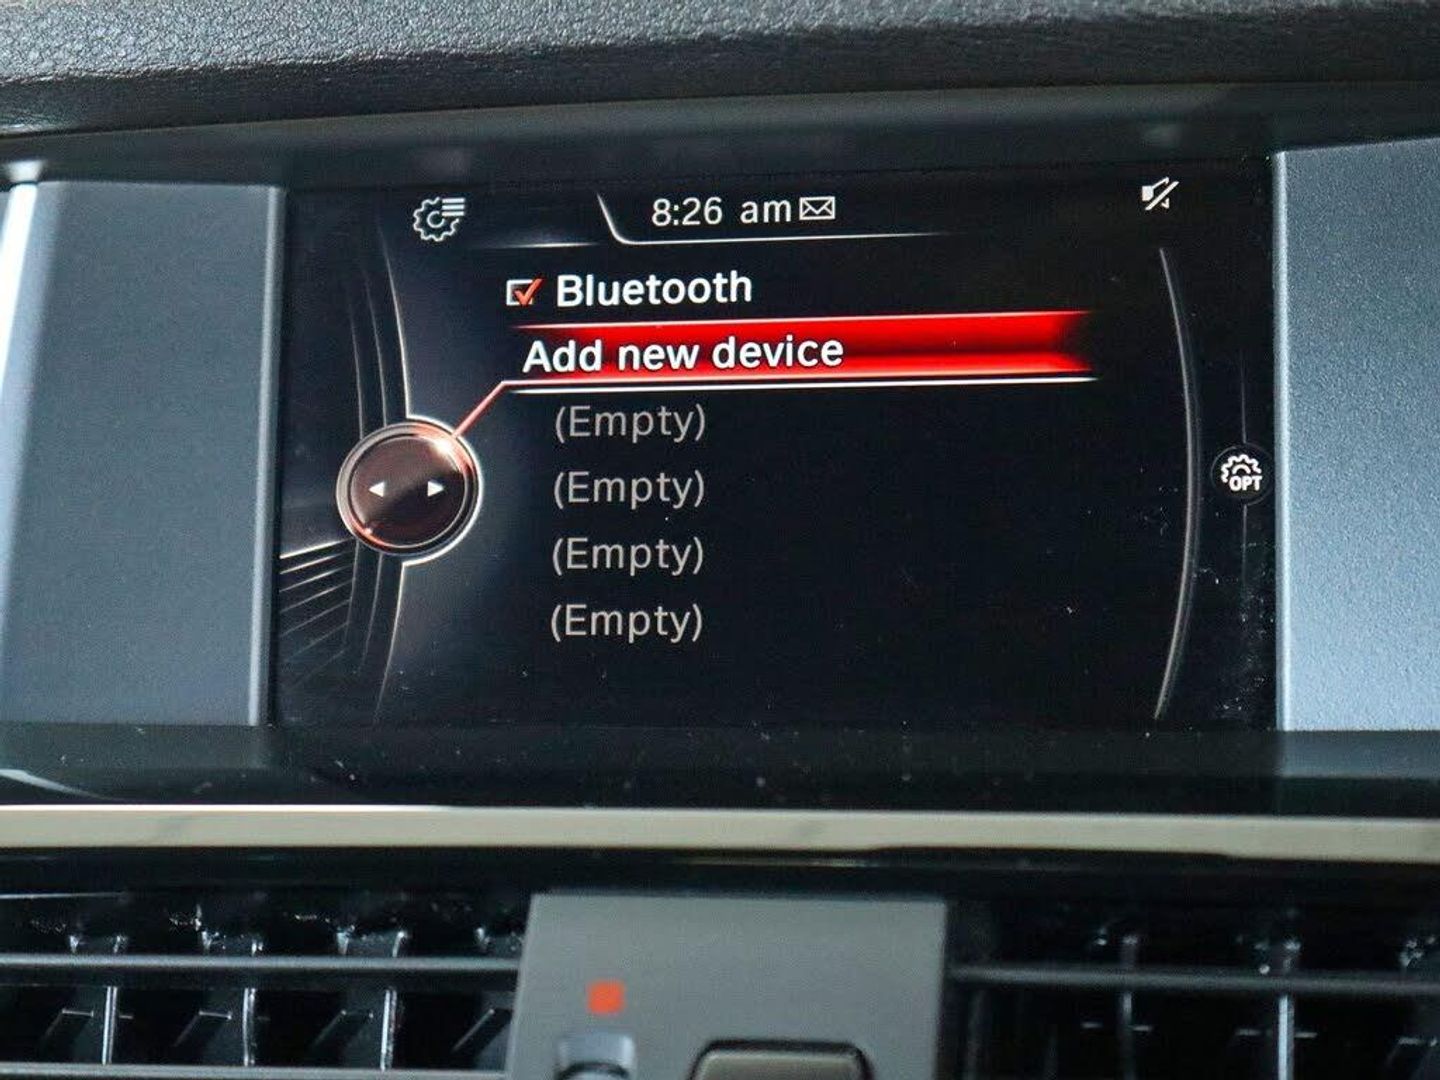 8:26 am
Bluetooth
Add new device
(Empty)
(Empty)
(Empty)
(Empty)
OPT